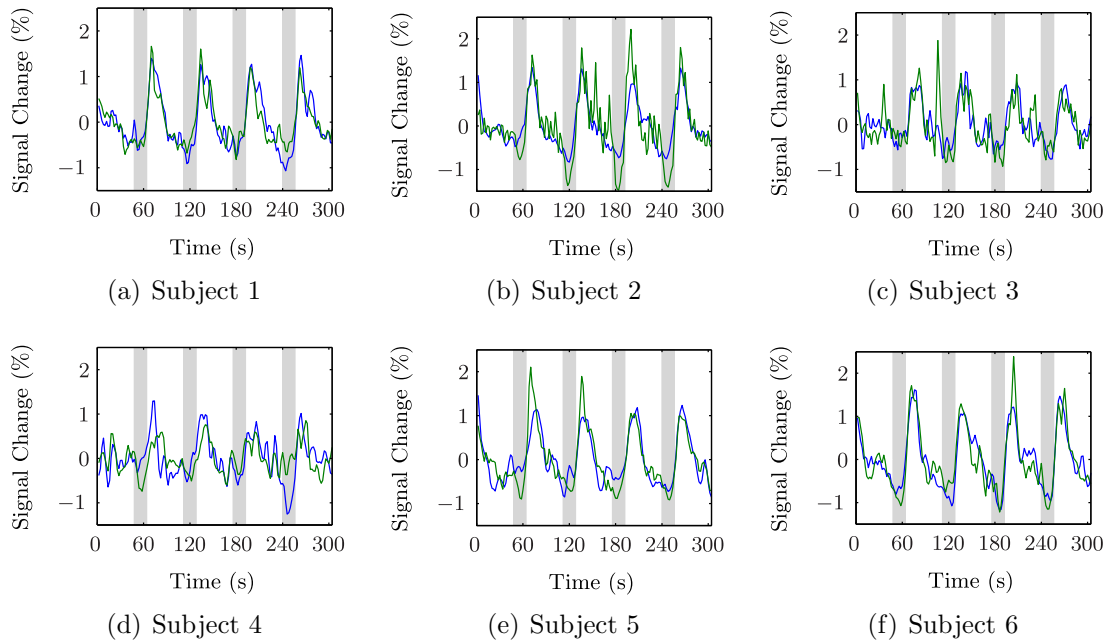 Signal Change (%)
2
1
0
−1
0 60 120 180 240 300
Time (s)
(a) Subject 1
Signal Change (%)
2
1
0
−1
0 60 120 180 240 300
Time (s)
(b) Subject 2
Signal Change (%)
2
1
0
−1
0 60 120 180 240 300
Time (s)
(c) Subject 3
Signal Change (%)
2
1
0
−1
0 60 120 180 240 300
Time (s)
(d) Subject 4
Signal Change (%)
2
1
0
−1
0 60 120 180 240 300
Time (s)
(e) Subject 5
Signal Change (%)
2
1
0
−1
0 60 120 180 240 300
Time (s)
(f) Subject 6